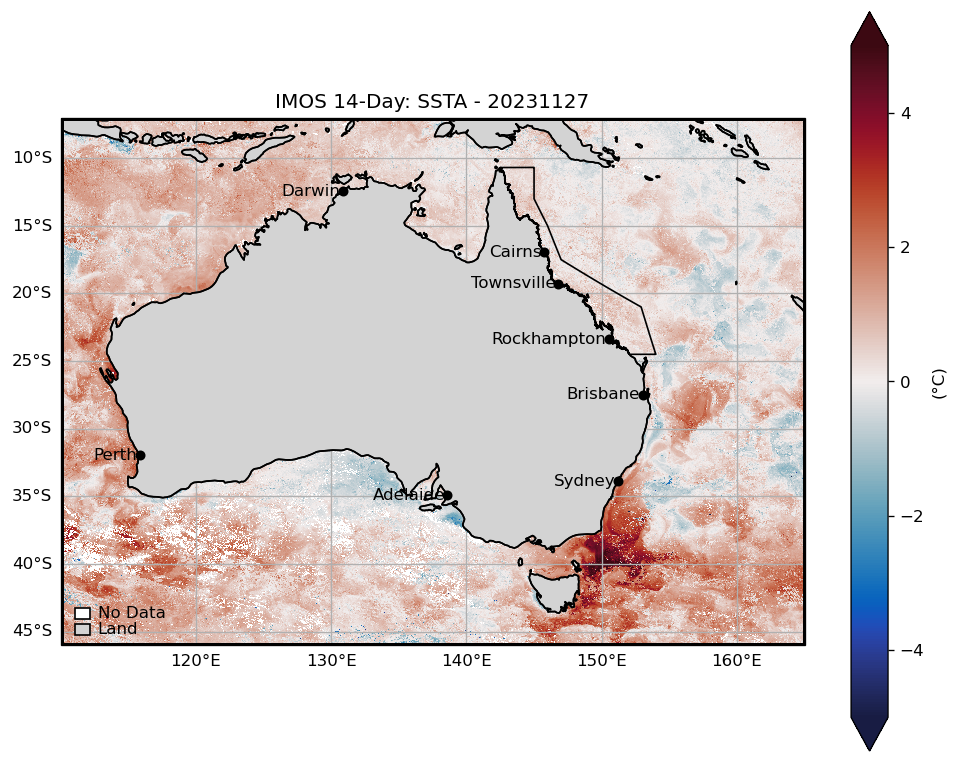 IMOS 14-Day: SSTA - 20231127
10°S
15°S
20°S
25°S
30°S
35°S
40°S
45°S
Darwin
Cairns
Townsville
Rockhampton
Brisbane
Perth
Sydney
Adelaide
No Data
Land
120°E
130°E
140°E
150°E
160°E
4
2
0
−2
−4
(°C)